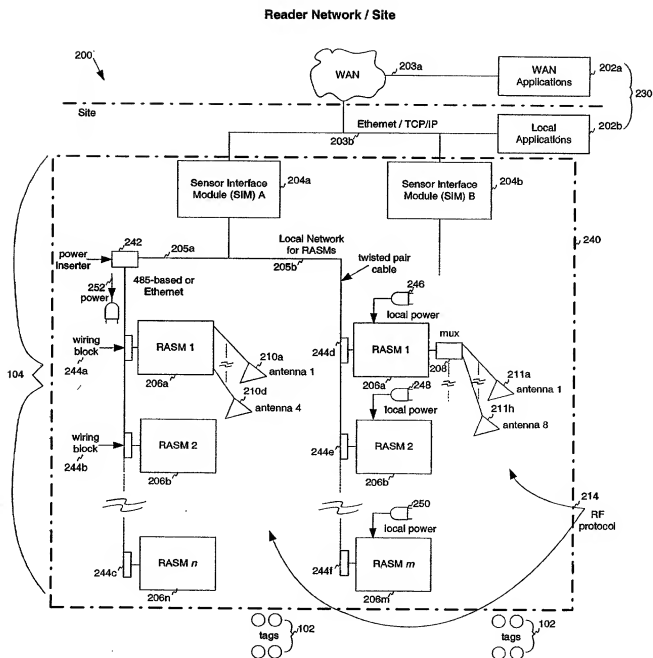 Reader Network / Site
200
203a
WAN
WAN
Applications
202a
230
Site
Ethernet / TCP/IP
203b
Local
Applications
202b
Sensor Interface
Module (SIM) A
204a
Sensor Interface
Module (SIM) B
204b
240
242
power
Inserter
205a
Local Network
for RASMs
205b
twisted pair
cable
252
power
485-based or
Ethernet
246
local power
mux
wiring
block
244a
RASM 1
206a
210a
antenna 1
210d
antenna 4
244d
RASM 1
206a
208
211a
antenna 1
211h
antenna 8
104
248
local power
wiring
block
244b
RASM 2
206b
244e
RASM 2
206b
214
RF
protocol
250
local power
244c
RASM n
206n
244f
RASM m
206m
tags
102
tags
102